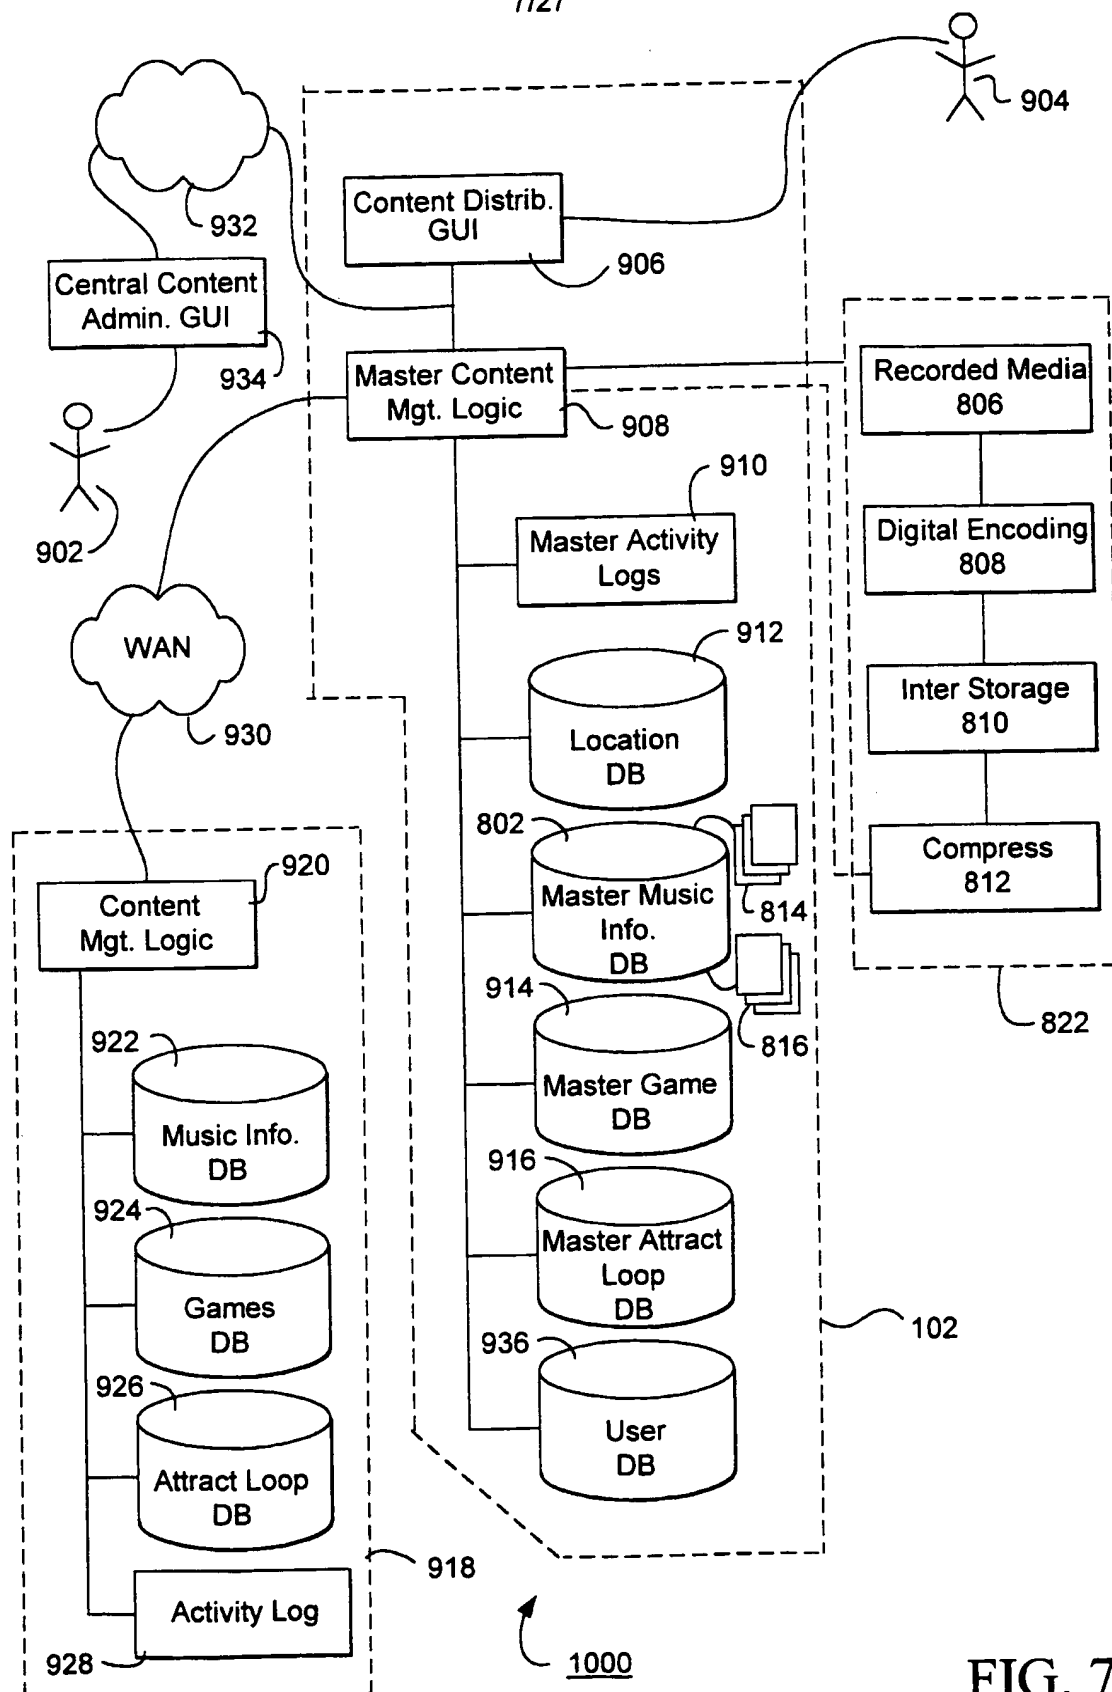 7/27
904
932
Content Distrib.
GUI
906
Central Content
Admin. GUI
934
Master Content
Mgt. Logic
908
Recorded Media
806
902
910
Master Activity
Logs
Digital Encoding
808
WAN
930
912
Location
DB
Inter Storage
810
802
Master Music
Info.
DB
814
816
Compress
812
822
920
Content
Mgt. Logic
914
Master Game
DB
922
Music Info.
DB
916
Master Attract
Loop
DB
924
Games
DB
102
936
User
DB
926
Attract Loop
DB
918
Activity Log
928
1000
FIG. 7